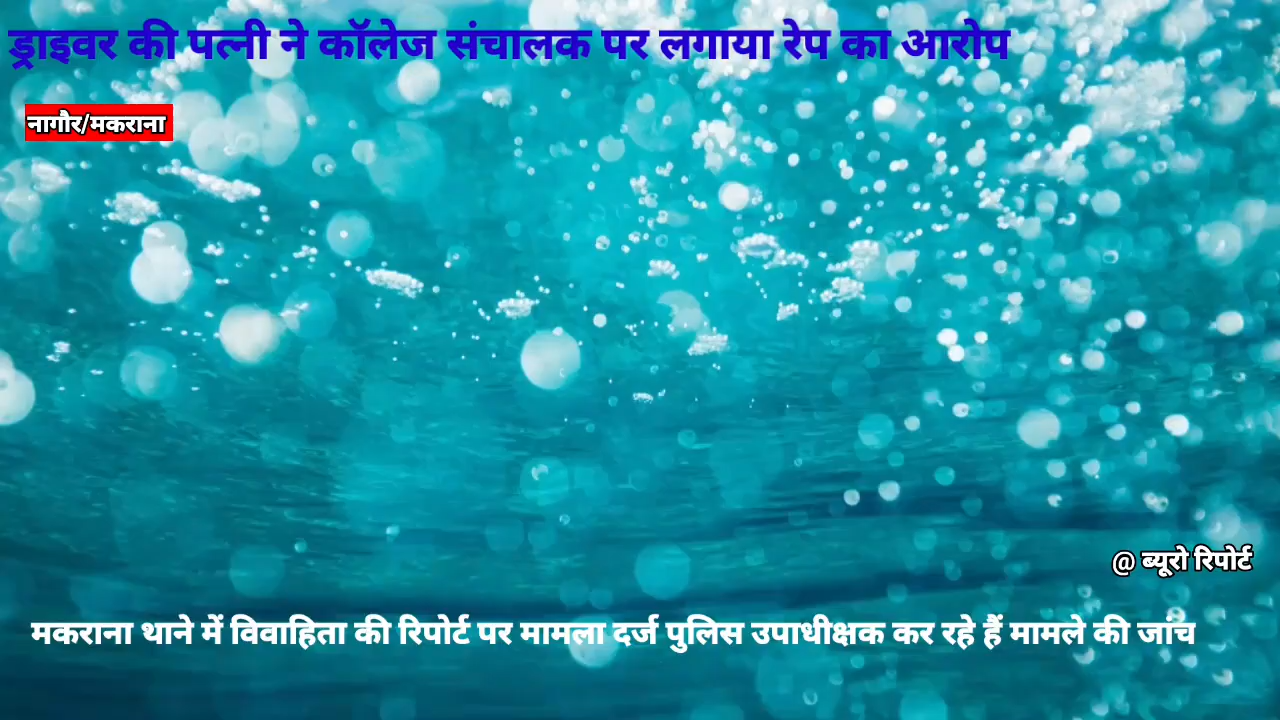 ड्राइवर की पत्नी ने कॉलेज संचालक पर लगाया रेप का आरोप
नागौर/मकराना
@ ब्यूरो रिपोर्ट
मकराना थाने में विवाहिता की रिपोर्ट पर मामला दर्ज पुलिस उपाधीक्षक कर रहे हैं मामले की जांच